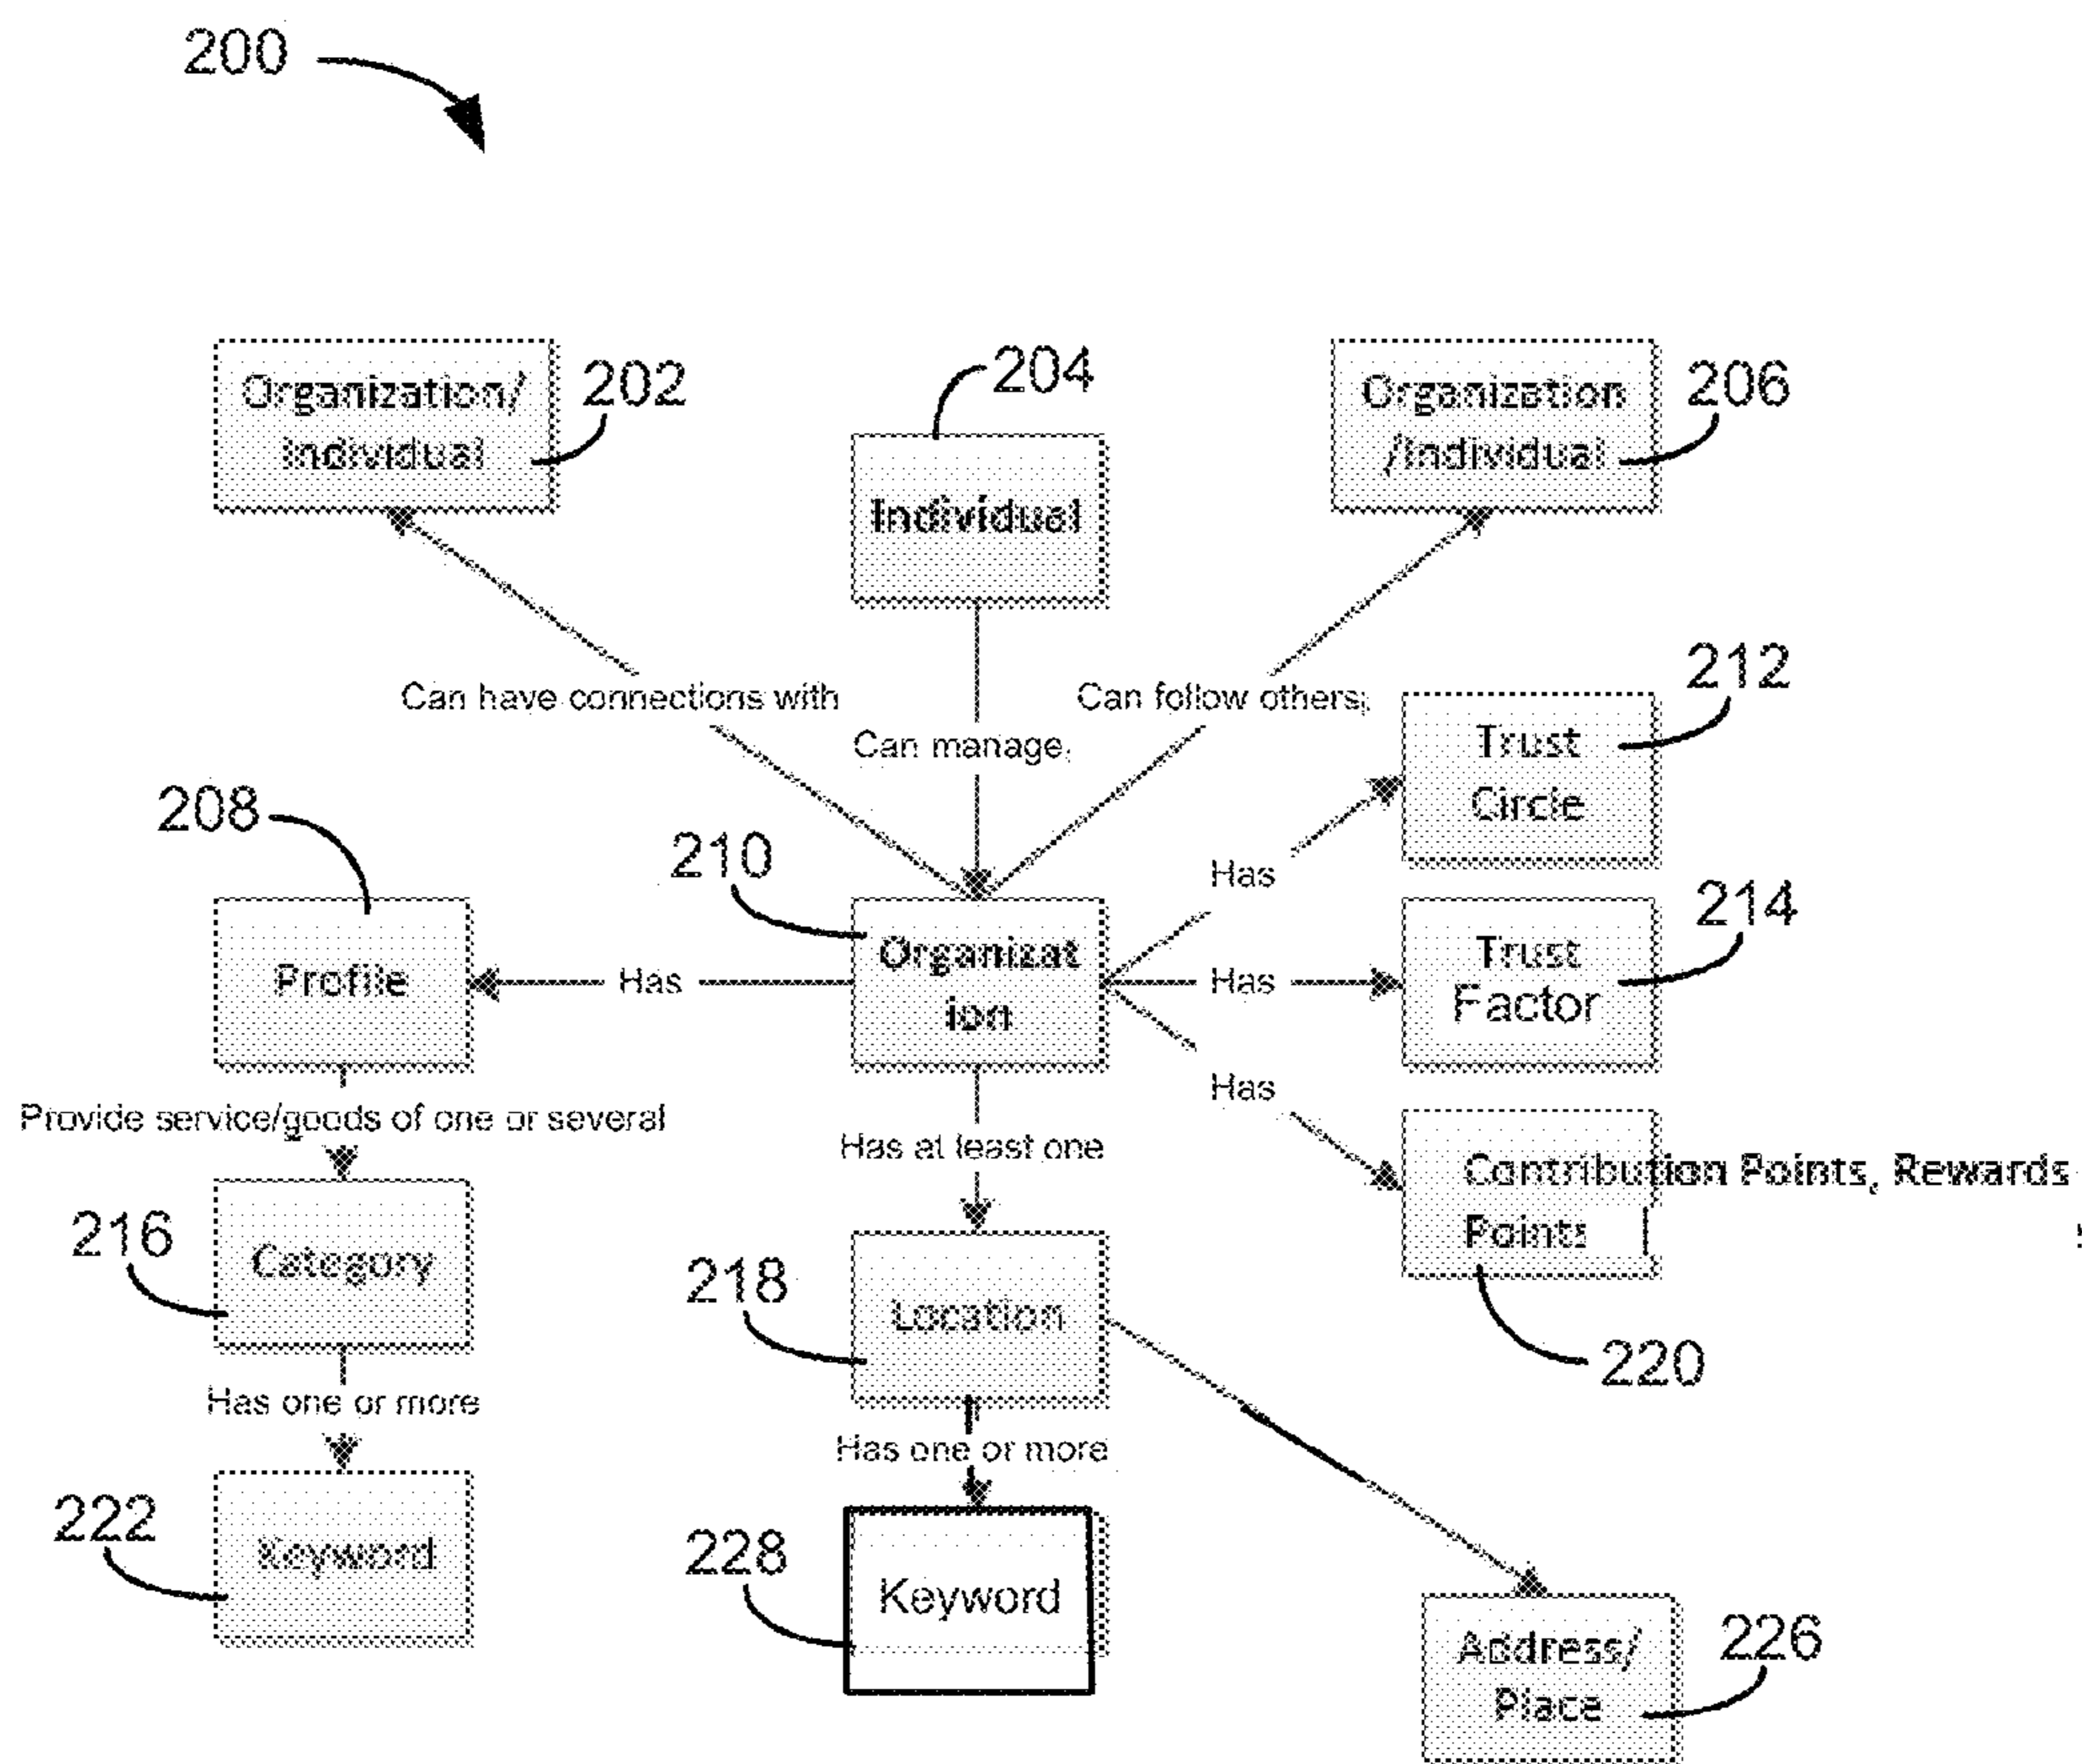 200
Organization/
Individual
202
204
Individual
Organization
/Individual
206
Can have connections with
Can manage
Can follow others
212
Trust
Circle
208
210
Has
214
Profile
Has
Organizat
ion
Has
Trust
Factor
Provide service/goods of one or several
Has at least one
Has
Contribution Points, Rewards
Points
216
Category
218
Location
220
Has one or more
Has one or more
222
Keyword
228
Keyword
226
Address/
Place